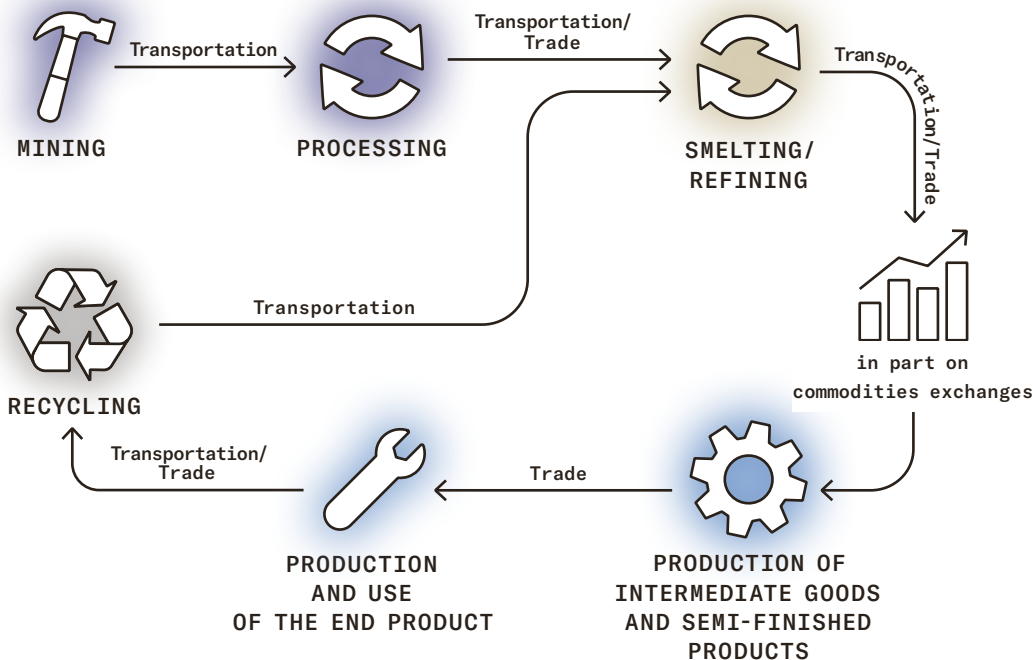 Transportation
Transportation/
Trade
Transportation/Trade
MINING
PROCESSING
SMELTING/
REFINING
Transportation
in part on
commodities exchanges
RECYCLING
Transportation/
Trade
Trade
PRODUCTION
AND USE
OF THE END PRODUCT
PRODUCTION OF
INTERMEDIATE GOODS
AND SEMI-FINISHED
PRODUCTS